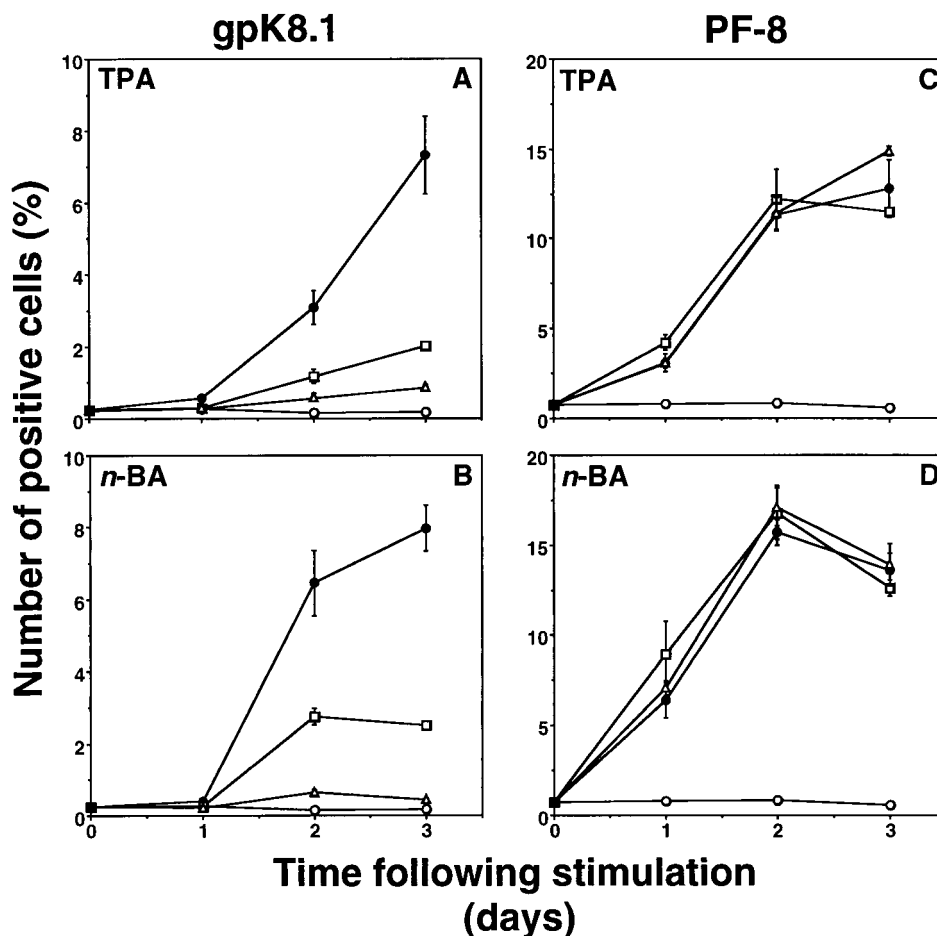 gpK8.1 PF-8
Number of positive cells (%)
TPA A
10
8
6
4
2
0
TPA C
20
15
10
5
0
n-BA B
10
8
6
4
2
0
0 1 2 3
n-BA D
20
15
10
5
0
0 1 2 3
Time following stimulation
(days)